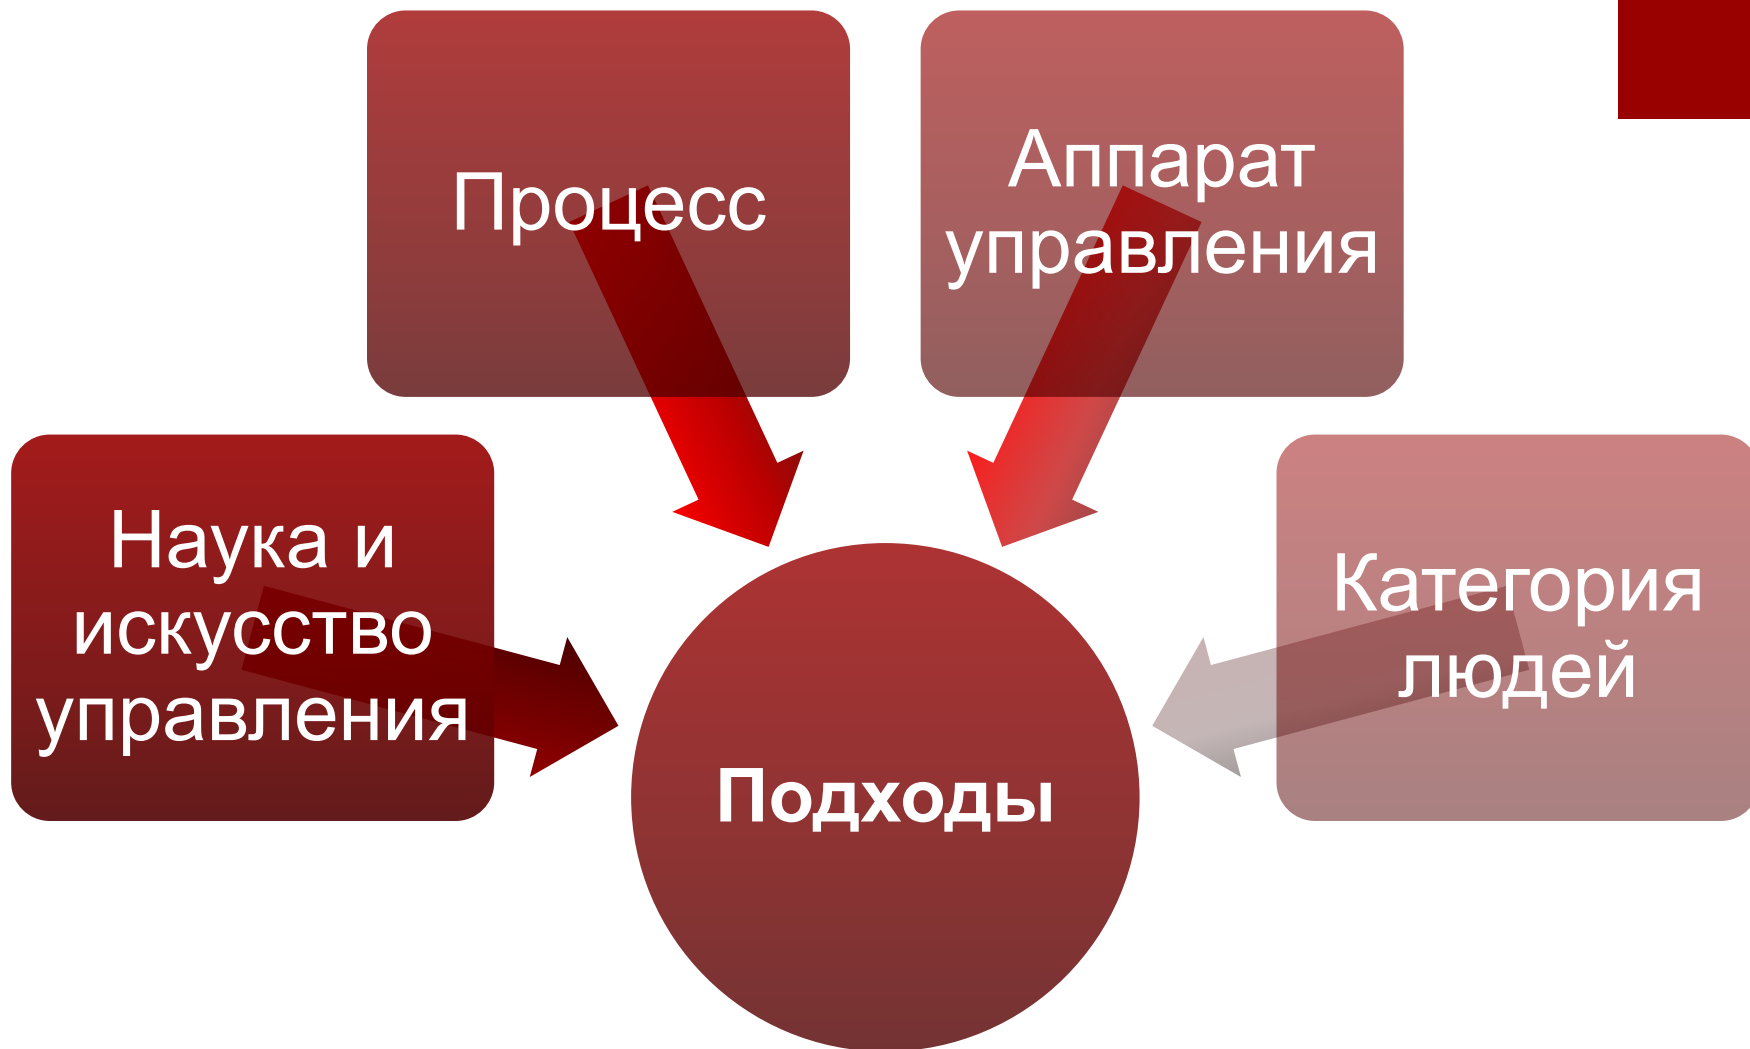 Процесс
Аппарат
управления
Наука и
искусство
управления
Категория
людей
Подходы